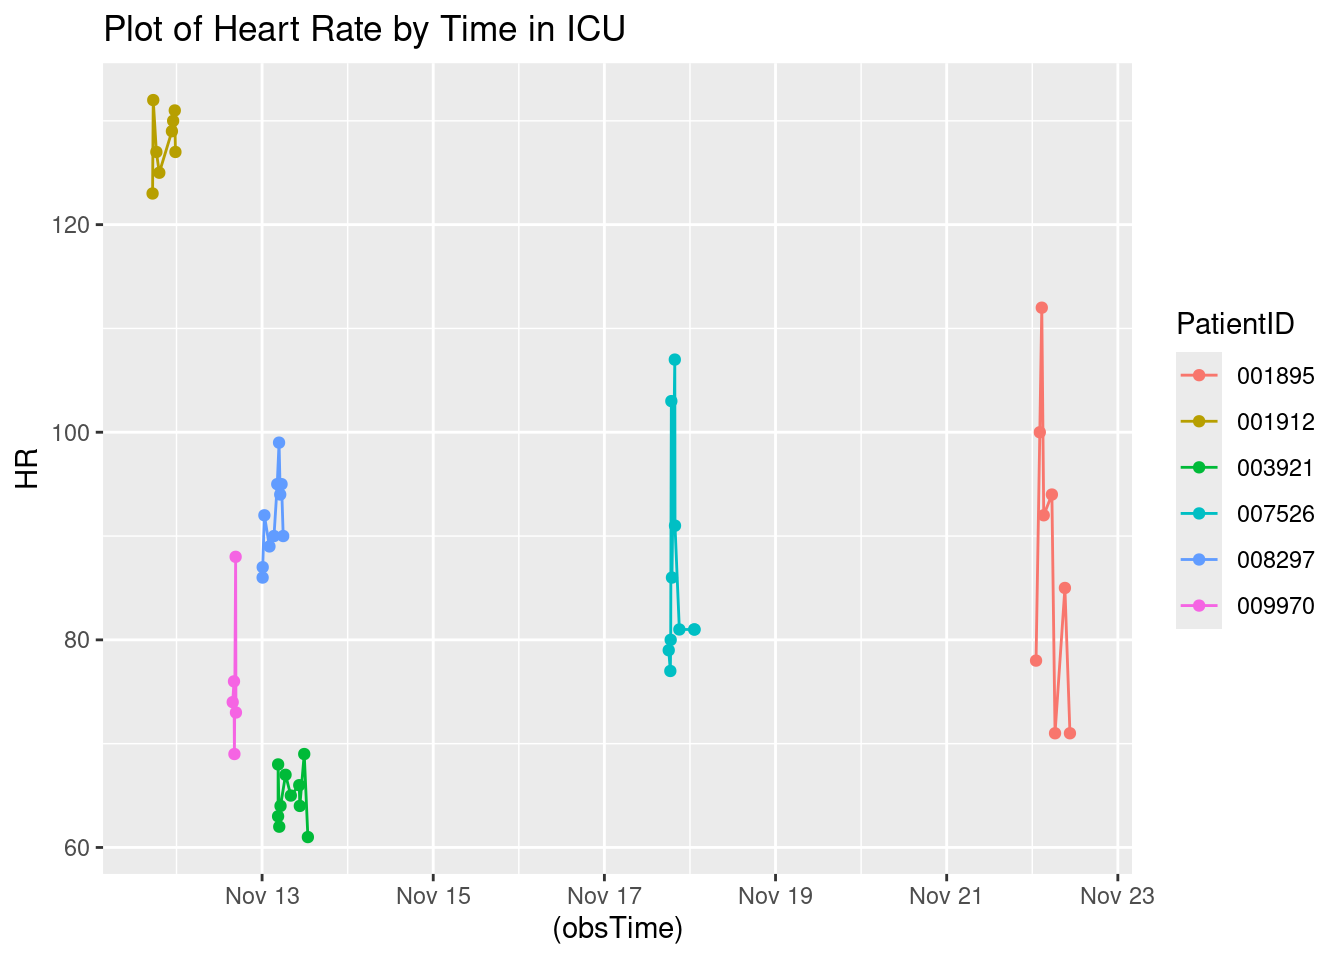 Plot of Heart Rate by Time in ICU
HR
120
100
80
60
Nov 13
Nov 15
Nov 17
Nov 19
Nov 21
Nov 23
(obsTime)
PatientID
001895
001912
003921
007526
008297
009970